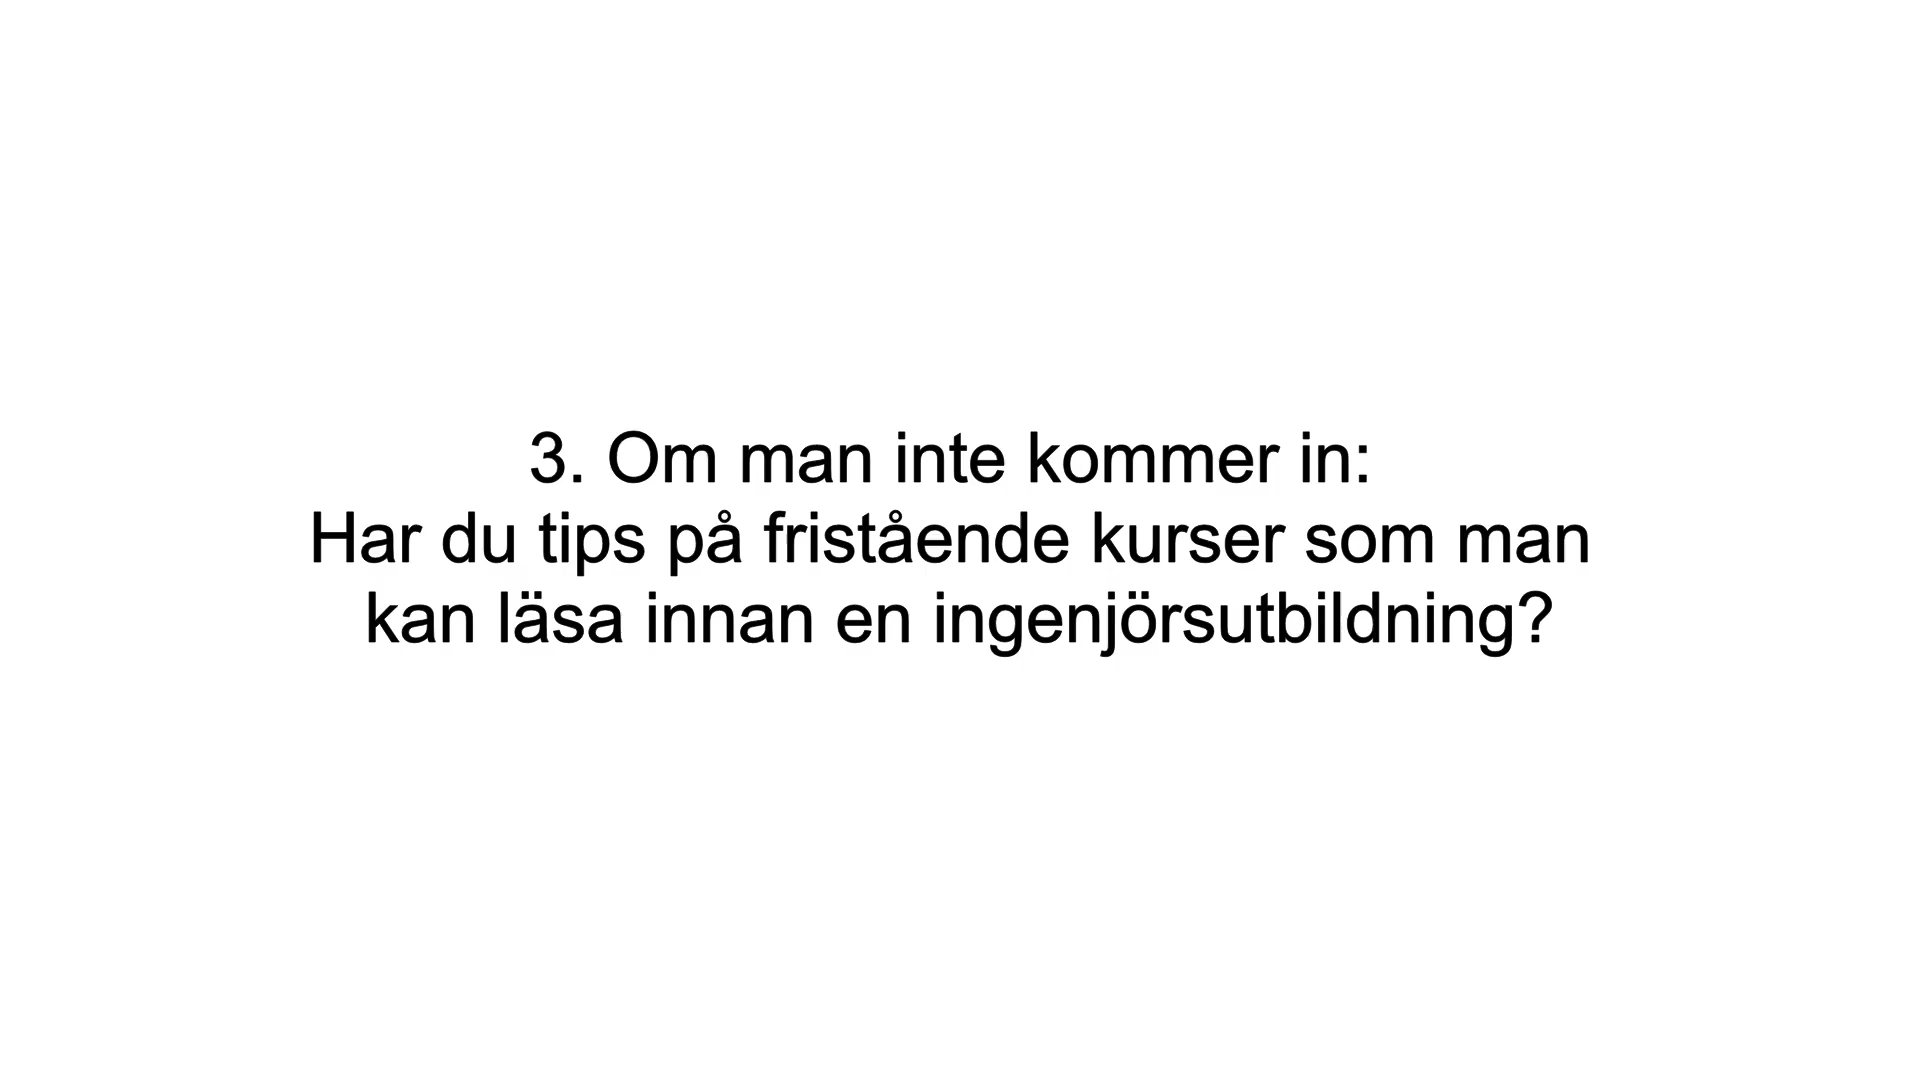 3. Om man inte kommer in:
Har du tips på fristående kurser som man
kan läsa innan en ingenjörsutbildning?